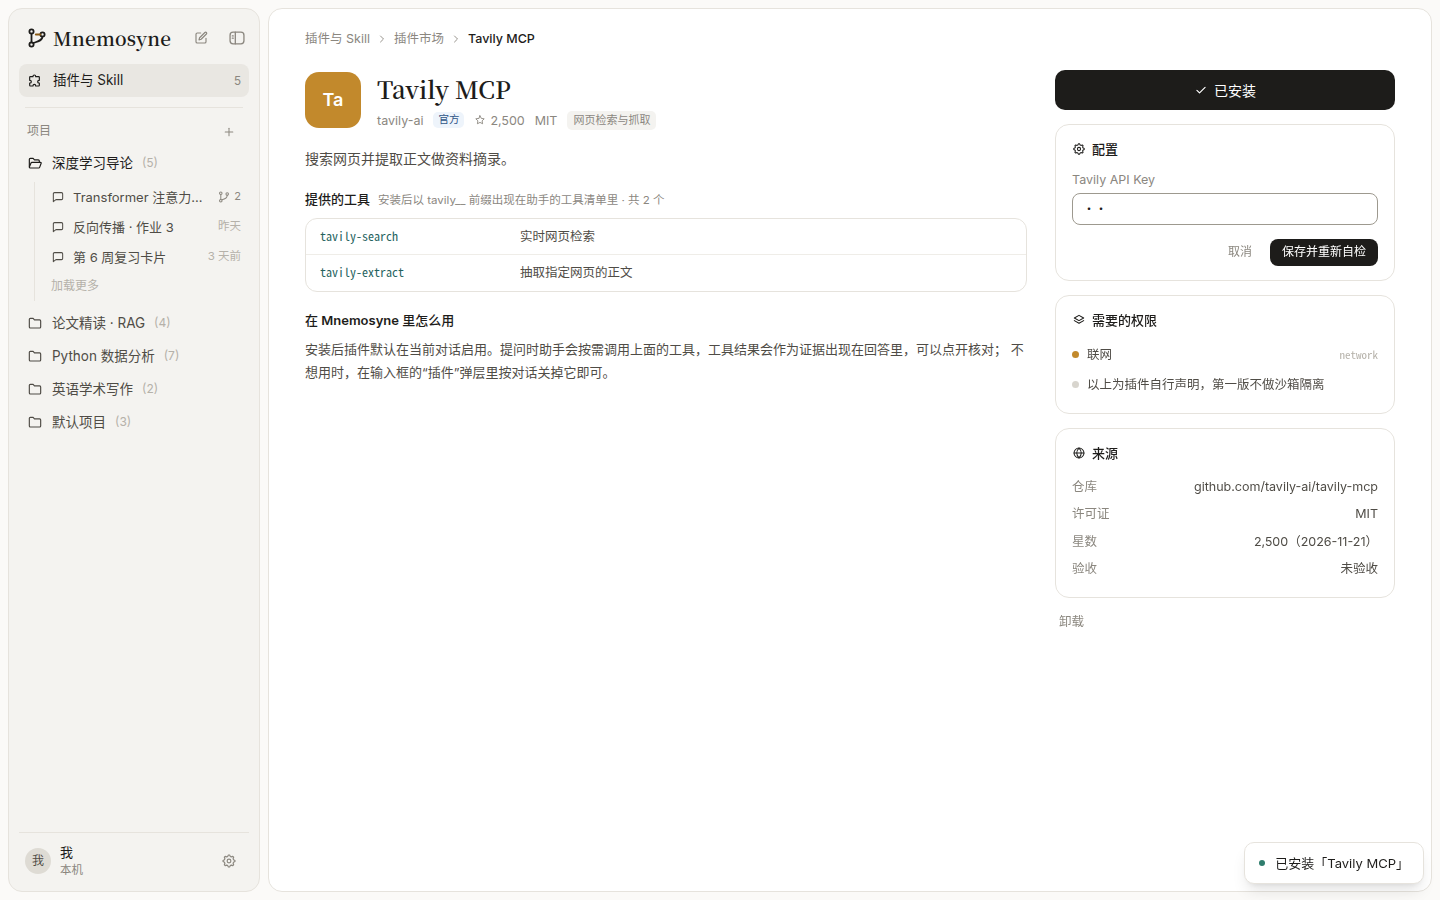 Mnemosyne
插件与 Skill 5
项目
深度学习导论 (5)
Transformer 注意力... 2
反向传播 · 作业 3 昨天
第 6 周复习卡片 3 天前
加载更多
论文精读 · RAG (4)
Python 数据分析 (7)
英语学术写作 (2)
默认项目 (3)
我 我
本机
插件与 Skill > 插件市场 > Tavily MCP
Ta
Tavily MCP
tavily-ai 官方 2,500 MIT 网页检索与抓取
搜索网页并提取正文做资料摘录。
提供的工具 安装后以 tavily__ 前缀出现在助手的工具清单里 · 共 2 个
tavily-search 实时网页检索
tavily-extract 抽取指定网页的正文
在 Mnemosyne 里怎么用
安装后插件默认在当前对话启用。提问时助手会按需调用上面的工具，工具结果会作为证据出现在回答里，可以点开核对； 不
想用时，在输入框的“插件”弹层里按对话关掉它即可。
已安装
配置
Tavily API Key
取消 保存并重新自检
需要的权限
联网 network
以上为插件自行声明，第一版不做沙箱隔离
来源
仓库 github.com/tavily-ai/tavily-mcp
许可证 MIT
星数 2,500（2026-11-21）
验收 未验收
卸载
已安装「Tavily MCP」